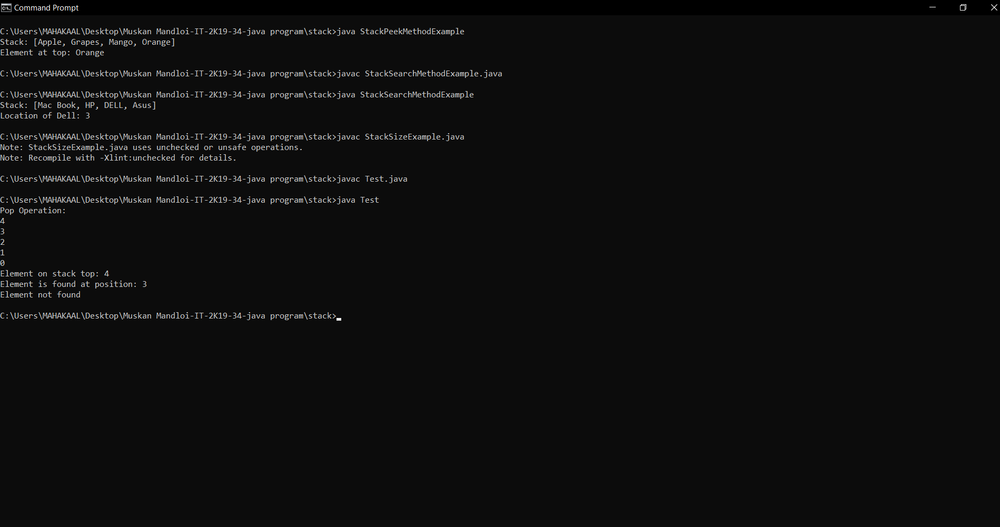 Command Prompt
C:\Users\MAHAKAAL\Desktop\Muskan Mandloi-IT-2K19-34-java program\stack>java StackPeekMethodExample
Stack: [Apple, Grapes, Mango, Orange]
Element at top: Orange
C:\Users\MAHAKAAL\Desktop\Muskan Mandloi-IT-2K19-34-java program\stack>javac StackSearchMethodExample.java
C:\Users\MAHAKAAL\Desktop\Muskan Mandloi-IT-2K19-34-java program\stack>java StackSearchMethodExample
Stack: [Mac Book, HP, DELL, Asus]
Location of Dell: 3
C:\Users\MAHAKAAL\Desktop\Muskan Mandloi-IT-2K19-34-java program\stack>javac StackSizeExample.java
Note: StackSizeExample.java uses unchecked or unsafe operations.
Note: Recompile with -Xlint:unchecked for details.
C:\Users\MAHAKAAL\Desktop\Muskan Mandloi-IT-2K19-34-java program\stack>javac Test.java
C:\Users\MAHAKAAL\Desktop\Muskan Mandloi-IT-2K19-34-java program\stack>java Test
Pop Operation:
4
3
2
1
0
Element on stack top: 4
Element is found at position: 3
Element not found
C:\Users\MAHAKAAL\Desktop\Muskan Mandloi-IT-2K19-34-java program\stack>